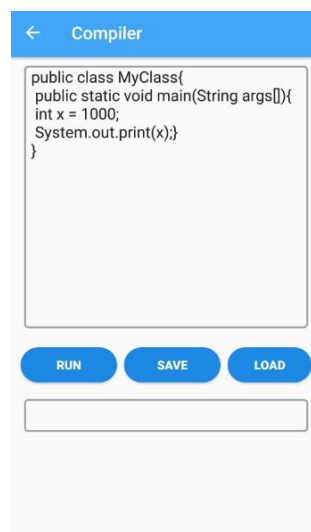 Compiler
public class MyClass{
public static void main(String args[]){
int x = 1000;
System.out.print(x);}
}
RUN SAVE LOAD